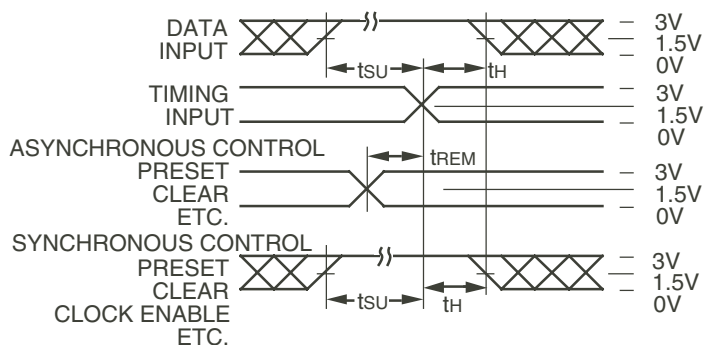 DATA
INPUT
tSU
tH
3V
1.5V
0V
TIMING
INPUT
3V
1.5V
0V
ASYNCHRONOUS CONTROL
PRESET
CLEAR
ETC.
tREM
3V
1.5V
0V
SYNCHRONOUS CONTROL
PRESET
CLEAR
CLOCK ENABLE
ETC.
tSU
tH
3V
1.5V
0V